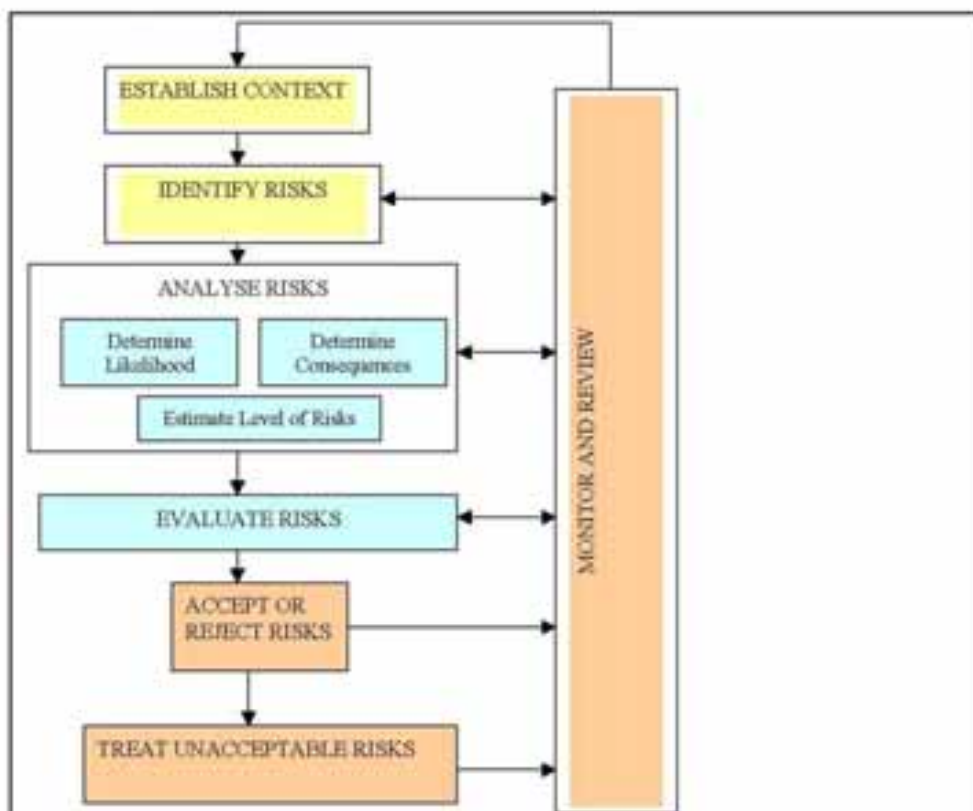 ESTABLISH CONTEXT
IDENTIFY RISKS
ANALYSE RISKS
Determine
Likelihood
Determine
Consequences
Estimate Level of Risks
EVALUATE RISKS
ACCEPT OR
REJECT RISKS
TREAT UNACCEPTABLE RISKS
MONITOR AND REVIEW